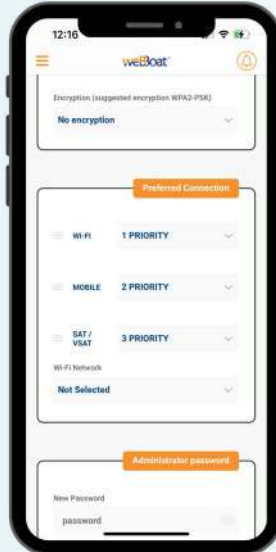 12:16
weBBoat
Encryption (suggested encryption WPA2-PSK)
No encryption
Preferred Connection
WI-FI 1 PRIORITY
MOBILE 2 PRIORITY
SAT / VSAT 3 PRIORITY
Wi-Fi Network
Not Selected
Administrator password
New Password
password